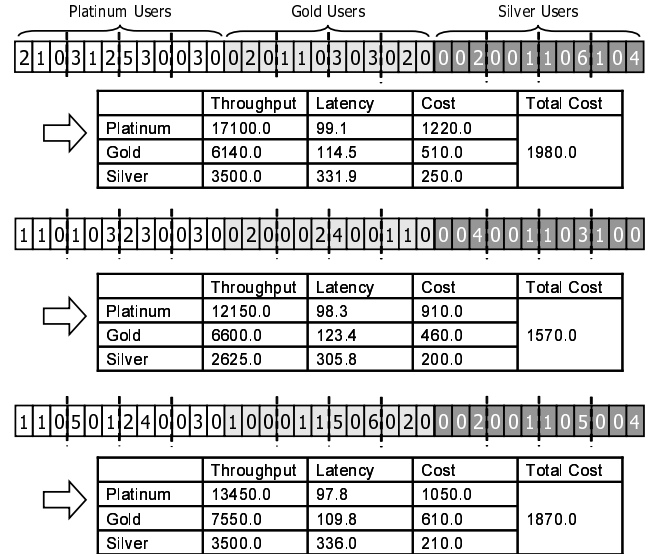 Platinum Users Gold Users Silver Users
2 1 0 3 1 2 5 3 0 0 3 0 0 2 0 1 1 0 3 0 3 0 2 0 0 0 2 0 0 1 1 0 6 1 0 4
Throughput Latency Cost Total Cost
Platinum 17100.0 99.1 1220.0
Gold 6140.0 114.5 510.0 1980.0
Silver 3500.0 331.9 250.0
1 1 0 1 0 3 2 3 0 0 3 0 0 2 0 0 0 2 4 0 0 1 1 0 0 0 4 0 0 1 1 0 3 1 0 0
Throughput Latency Cost Total Cost
Platinum 12150.0 98.3 910.0
Gold 6600.0 123.4 460.0 1570.0
Silver 2625.0 305.8 200.0
1 1 0 5 0 1 2 4 0 0 3 0 1 0 0 0 1 1 5 0 6 0 2 0 0 0 2 0 0 1 1 0 5 0 0 4
Throughput Latency Cost Total Cost
Platinum 13450.0 97.8 1050.0
Gold 7550.0 109.8 610.0 1870.0
Silver 3500.0 336.0 210.0